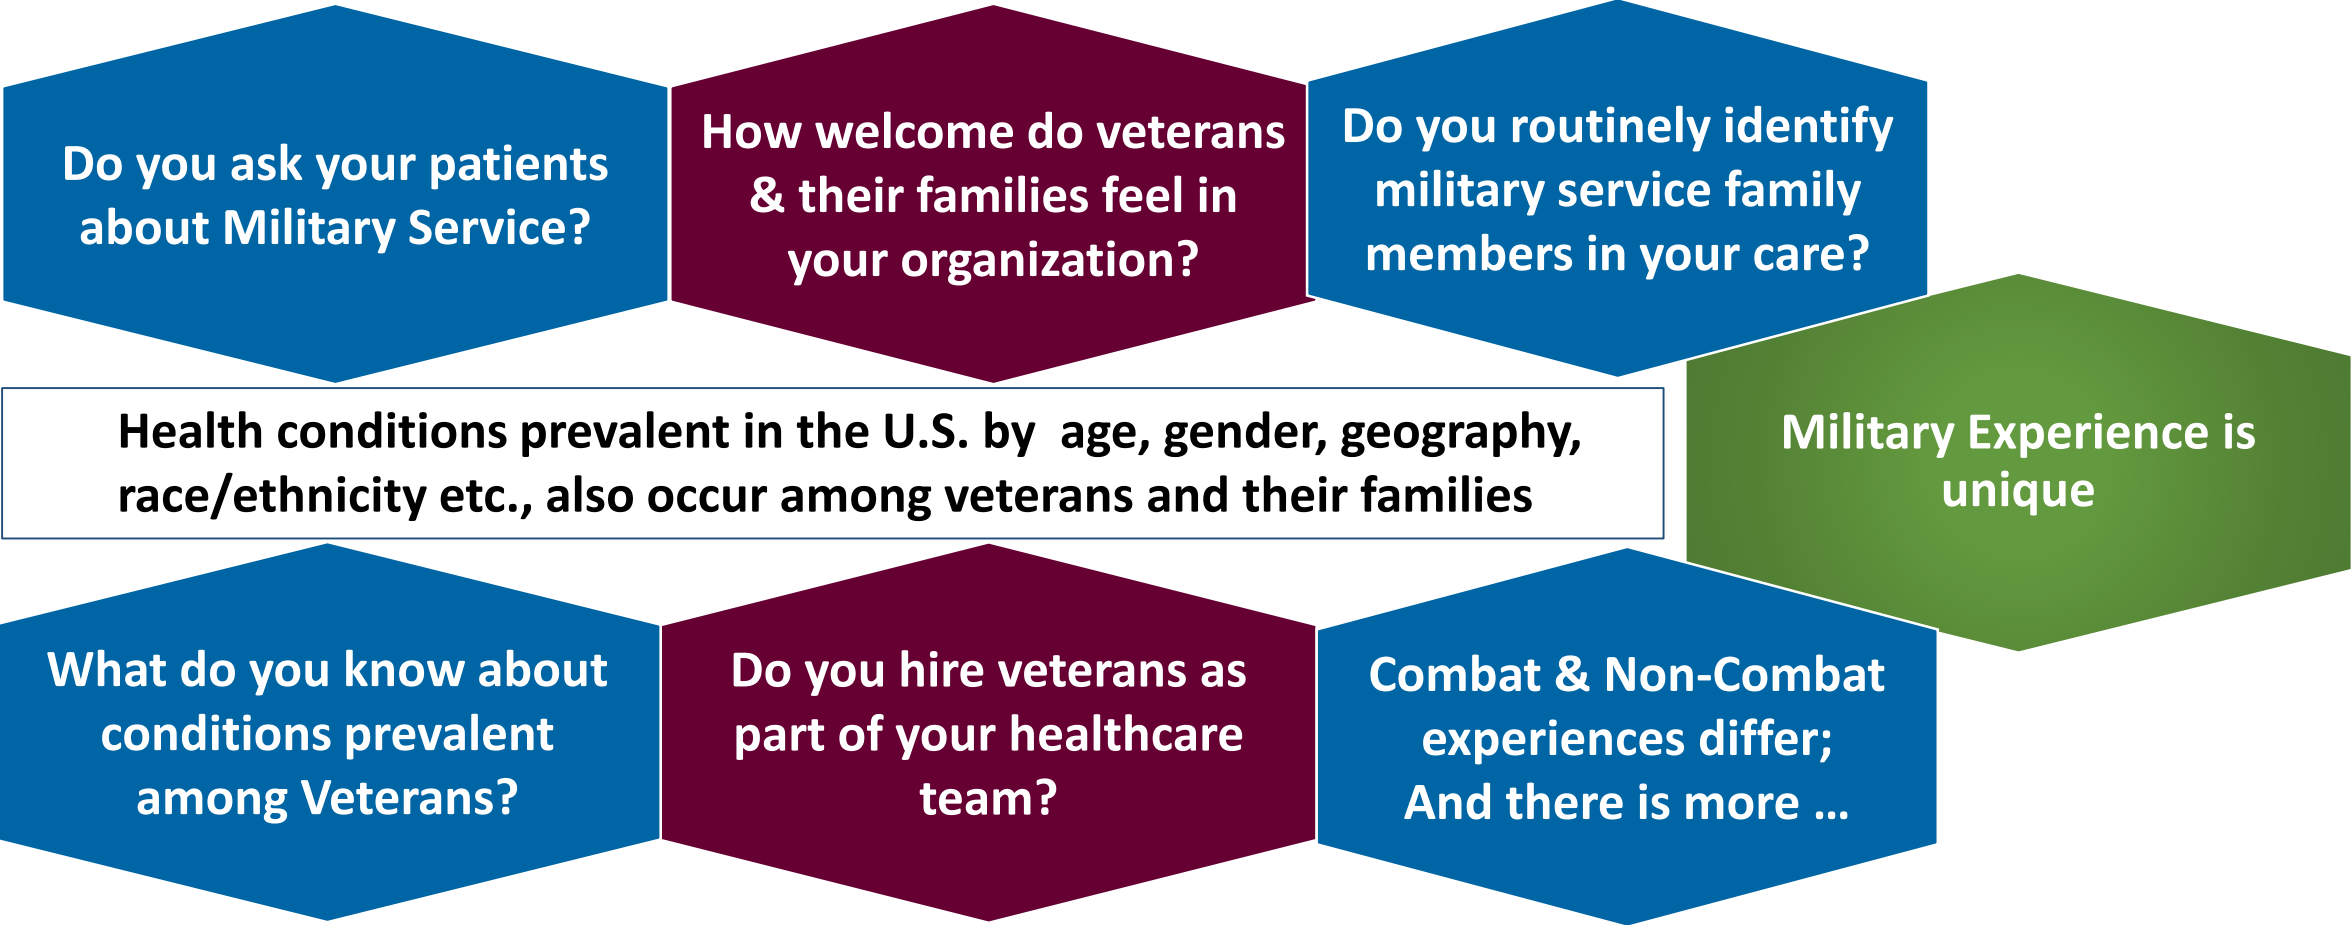 Do you ask your patients
about Military Service?
How welcome do veterans
& their families feel in
your organization?
Do you routinely identify
military service family
members in your care?
Health conditions prevalent in the U.S. by  age, gender, geography,
race/ethnicity etc., also occur among veterans and their families
Military Experience is
unique
What do you know about
conditions prevalent
among Veterans?
Do you hire veterans as
part of your healthcare
team?
Combat & Non-Combat
experiences differ;
And there is more …